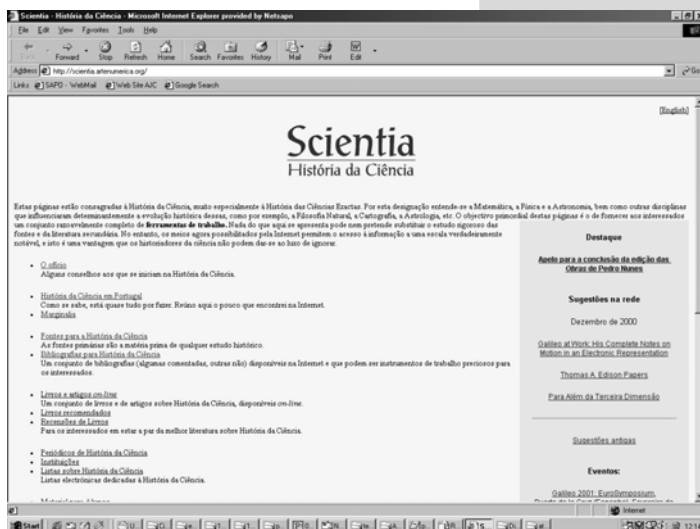 Scientia - História da Ciência - Microsoft Internet Explorer provided by Netsapo
File Edit View Favorites Tools Help
Back Forward Stop Refresh Home Search Favorites History Mail Print Edit
Address http://scientia.artenumerica.org/ Go
Links SAPO - WebMail Web Site AJC Google Search
[English]
Scientia
História da Ciência
Estas páginas estão consagradas à História da Ciência, muito especialmente à História das Ciências Exactas. Por esta designação entende-se a Matemática, a Física e a Astronomia, bem como outras disciplinas
que influenciaram determinantemente a evolução histórica dessas, como por exemplo, a Filosofia Natural, a Cartografia, a Astrologia, etc. O objectivo primordial destas páginas é o de fornecer aos interessados
um conjunto razoavelmente completo de ferramentas de trabalho. Nada do que aqui se apresenta pode nem pretende substituir o estudo rigoroso das
fontes e da literatura secundária. No entanto, os meios agora possibilitados pela Internet permitem o acesso à informação a uma escala verdadeiramente
notável, e isto é uma vantagem que os historiadores da ciência não podem dar-se ao luxo de ignorar.
O ofício
Alguns conselhos aos que se iniciam na História da Ciência.
História da Ciência em Portugal
Como se sabe, está quase tudo por fazer. Reúno aqui o pouco que encontrei na Internet.
Marginalia
Fontes para a História da Ciência
As fontes primárias são a matéria prima de qualquer estudo histórico.
Bibliografias para História da Ciência
Um conjunto de bibliografias (algumas comentadas, outras não) disponíveis na Internet e que podem ser instrumentos de trabalho preciosos para
os interessados.
Livros e artigos on-line
Um conjunto de livros e de artigos sobre História da Ciência, disponíveis on-line.
Livros recomendados
Recensões de Livros
Para os interessados em estar a par da melhor literatura sobre História da Ciência.
Periódicos de História da Ciência
Instituições
Listas sobre História da Ciência
Listas electrónicas dedicadas à História da Ciência.
Material para Alunos
Destaque
Apelo para a conclusão da edição das
Obras de Pedro Nunes
Sugestões na rede
Dezembro de 2000
Galileo at Work: His Complete Notes on
Motion in an Electronic Representation
Thomas A. Edison Papers
Para Além da Terceira Dimensão
Sugestões antigas
Eventos:
Galileo 2001. EuroSymposium,
Internet
Start